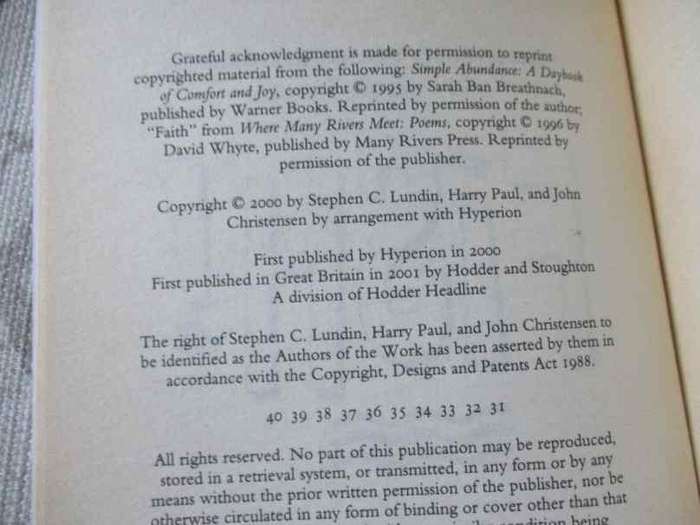 Grateful acknowledgment is made for permission to reprint
copyrighted material from the following: Simple Abundance: A Daybook
of Comfort and Joy, copyright © 1995 by Sarah Ban Breathnach,
published by Warner Books. Reprinted by permission of the author;
"Faith" from Where Many Rivers Meet: Poems, copyright © 1996 by
David Whyte, published by Many Rivers Press. Reprinted by
permission of the publisher.
Copyright © 2000 by Stephen C. Lundin, Harry Paul, and John
Christensen by arrangement with Hyperion
First published by Hyperion in 2000
First published in Great Britain in 2001 by Hodder and Stoughton
A division of Hodder Headline
The right of Stephen C. Lundin, Harry Paul, and John Christensen to
be identified as the Authors of the Work has been asserted by them in
accordance with the Copyright, Designs and Patents Act 1988.
40 39 38 37 36 35 34 33 32 31
All rights reserved. No part of this publication may be reproduced,
stored in a retrieval system, or transmitted, in any form or by any
means without the prior written permission of the publisher, nor be
otherwise circulated in any form of binding or cover other than that
being